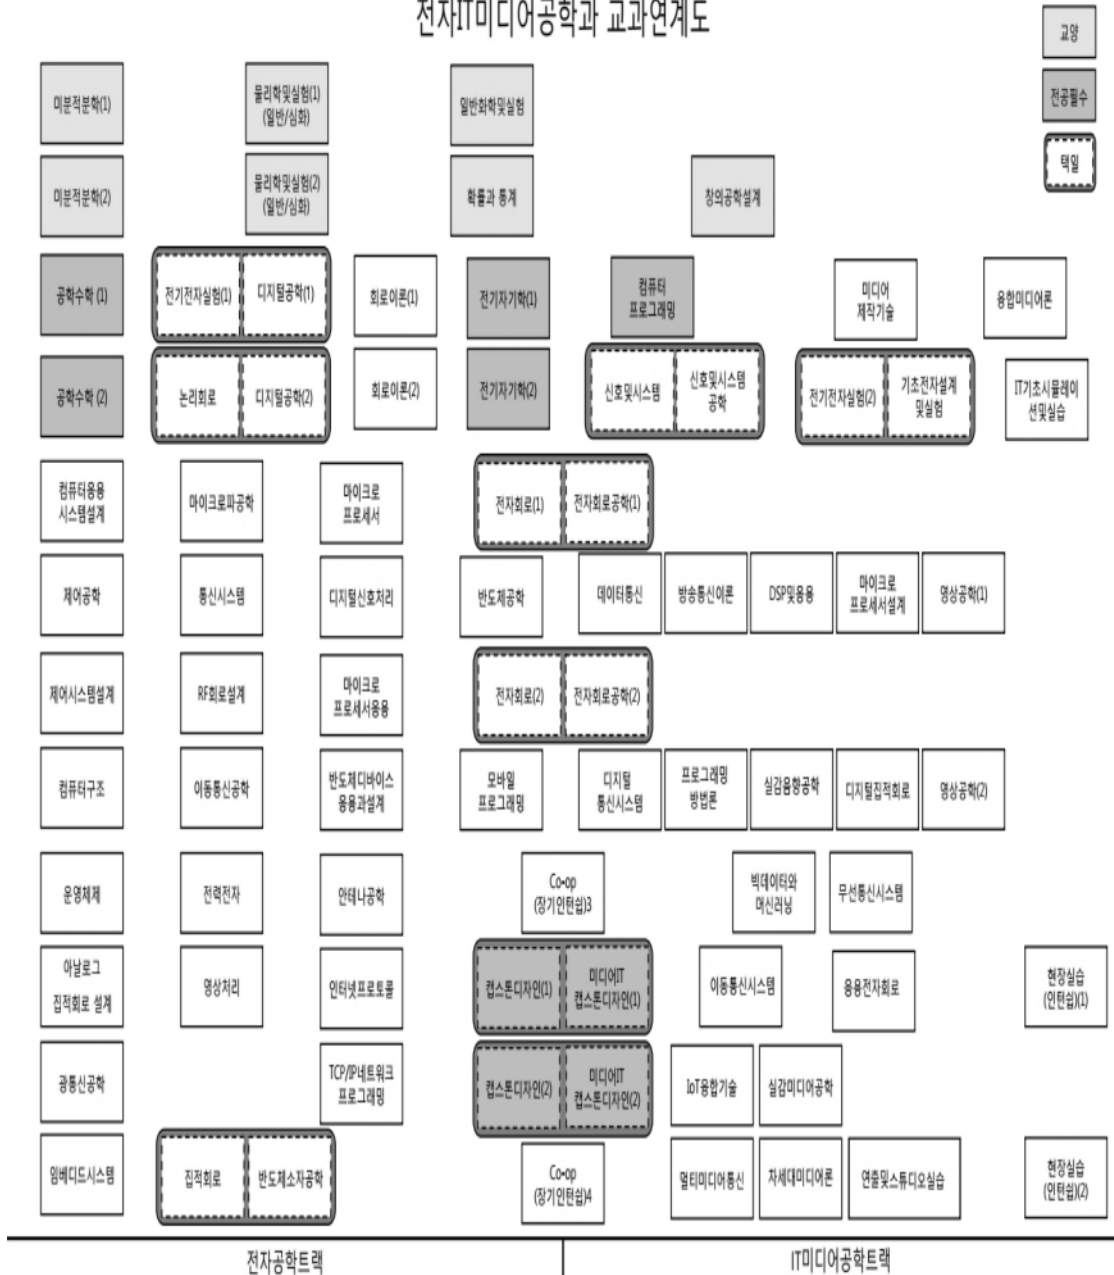 전자IT미디어공학과 교과연계도
교양
전공필수
택일
미분적분학(1)
물리학및실험(1)
(일반/심화)
일반화학및실험
미분적분학(2)
물리학및실험(2)
(일반/심화)
확률과 통계
창의공학설계
공학수학 (1)
전기전자실험(1)
디지털공학(1)
회로이론(1)
전기자기학(1)
컴퓨터
프로그래밍
미디어
제작기술
융합미디어론
공학수학 (2)
논리회로
디지털공학(2)
회로이론(2)
전기자기학(2)
신호및시스템
신호및시스템
공학
전기전자실험(2)
기초전자설계
및실험
IT기초시뮬레이
션및실습
컴퓨터응용
시스템설계
마이크로파공학
마이크로
프로세서
전자회로(1)
전자회로공학(1)
제어공학
통신시스템
디지털신호처리
반도체공학
데이터통신
방송통신이론
DSP및응용
마이크로
프로세서설계
영상공학(1)
제어시스템설계
RF회로설계
마이크로
프로세서응용
전자회로(2)
전자회로공학(2)
컴퓨터구조
이동통신공학
반도체디바이스
응용과설계
모바일
프로그래밍
디지털
통신시스템
프로그래밍
방법론
실감음향공학
디지털집적회로
영상공학(2)
운영체제
전력전자
안테나공학
Co-op
(장기인턴쉽)3
빅데이터와
머신러닝
무선통신시스템
아날로그
집적회로 설계
영상처리
인터넷프로토콜
캡스톤디자인(1)
미디어IT
캡스톤디자인(1)
이동통신시스템
응용전자회로
현장실습
(인턴쉽)(1)
광통신공학
TCP/IP네트워크
프로그래밍
캡스톤디자인(2)
미디어IT
캡스톤디자인(2)
IoT융합기술
실감미디어공학
임베디드시스템
집적회로
반도체소자공학
Co-op
(장기인턴쉽)4
멀티미디어통신
차세대미디어론
연출및스튜디오실습
현장실습
(인턴쉽)(2)
전자공학트랙
IT미디어공학트랙